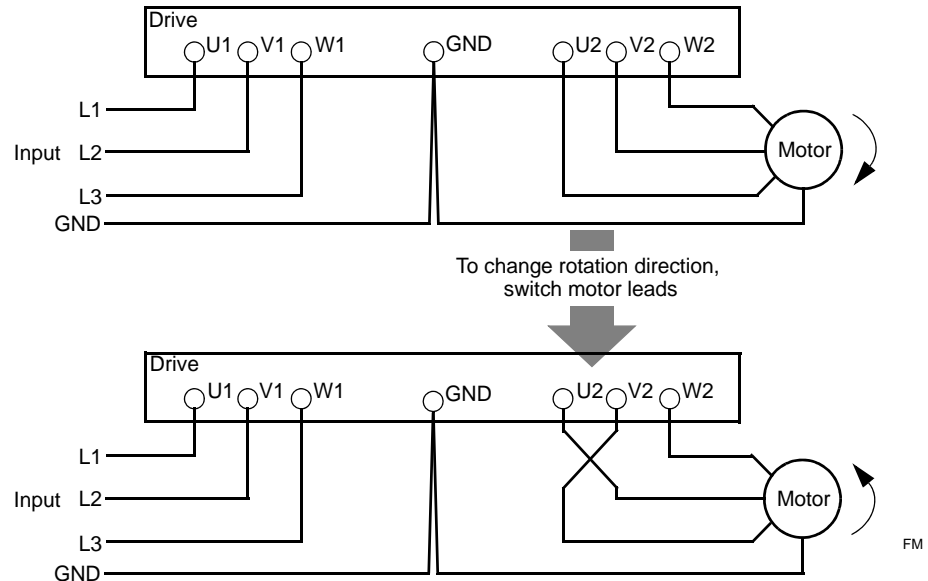 Drive
U1 V1 W1 GND U2 V2 W2
L1
Input L2 Motor
L3
GND
To change rotation direction,
switch motor leads
Drive
U1 V1 W1 GND U2 V2 W2
L1
Input L2 Motor
L3 FM
GND